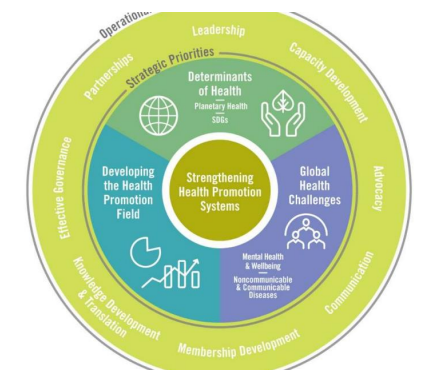 Operational
Leadership
Partnerships
Capacity Development
Strategic Priorities
Determinants
of Health
Planetary Health
SDGs
Effective Governance
Developing
the Health
Promotion
Field
Strengthening
Health Promotion
Systems
Global
Health
Challenges
Advocacy
Mental Health
& Wellbeing
Noncommunicable
& Communicable
Diseases
Knowledge Development
& Translation
Communication
Membership Development